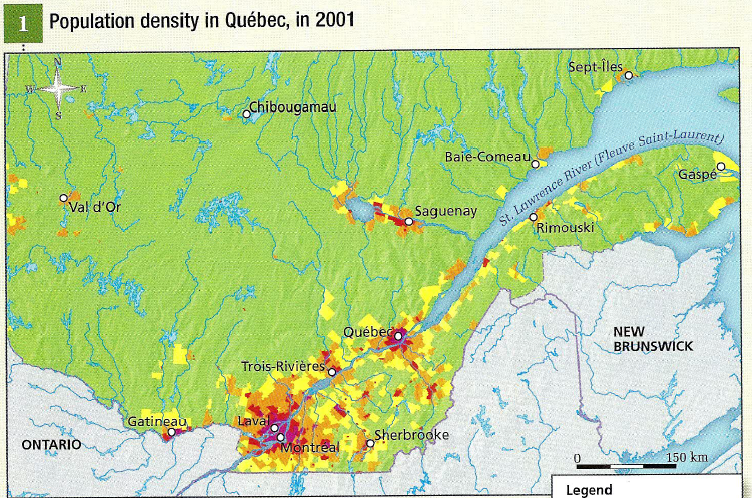 1 Population density in Québec, in 2001
N
W E
S
Sept-Îles
Chibougamau
Baie-Comeau
St. Lawrence River (Fleuve Saint-Laurent)
Gaspé
Val d'Or
Saguenay
Rimouski
Québec
NEW
BRUNSWICK
Trois-Rivières
Gatineau
Laval
Sherbrooke
ONTARIO
Montréal
0 150 km
Legend